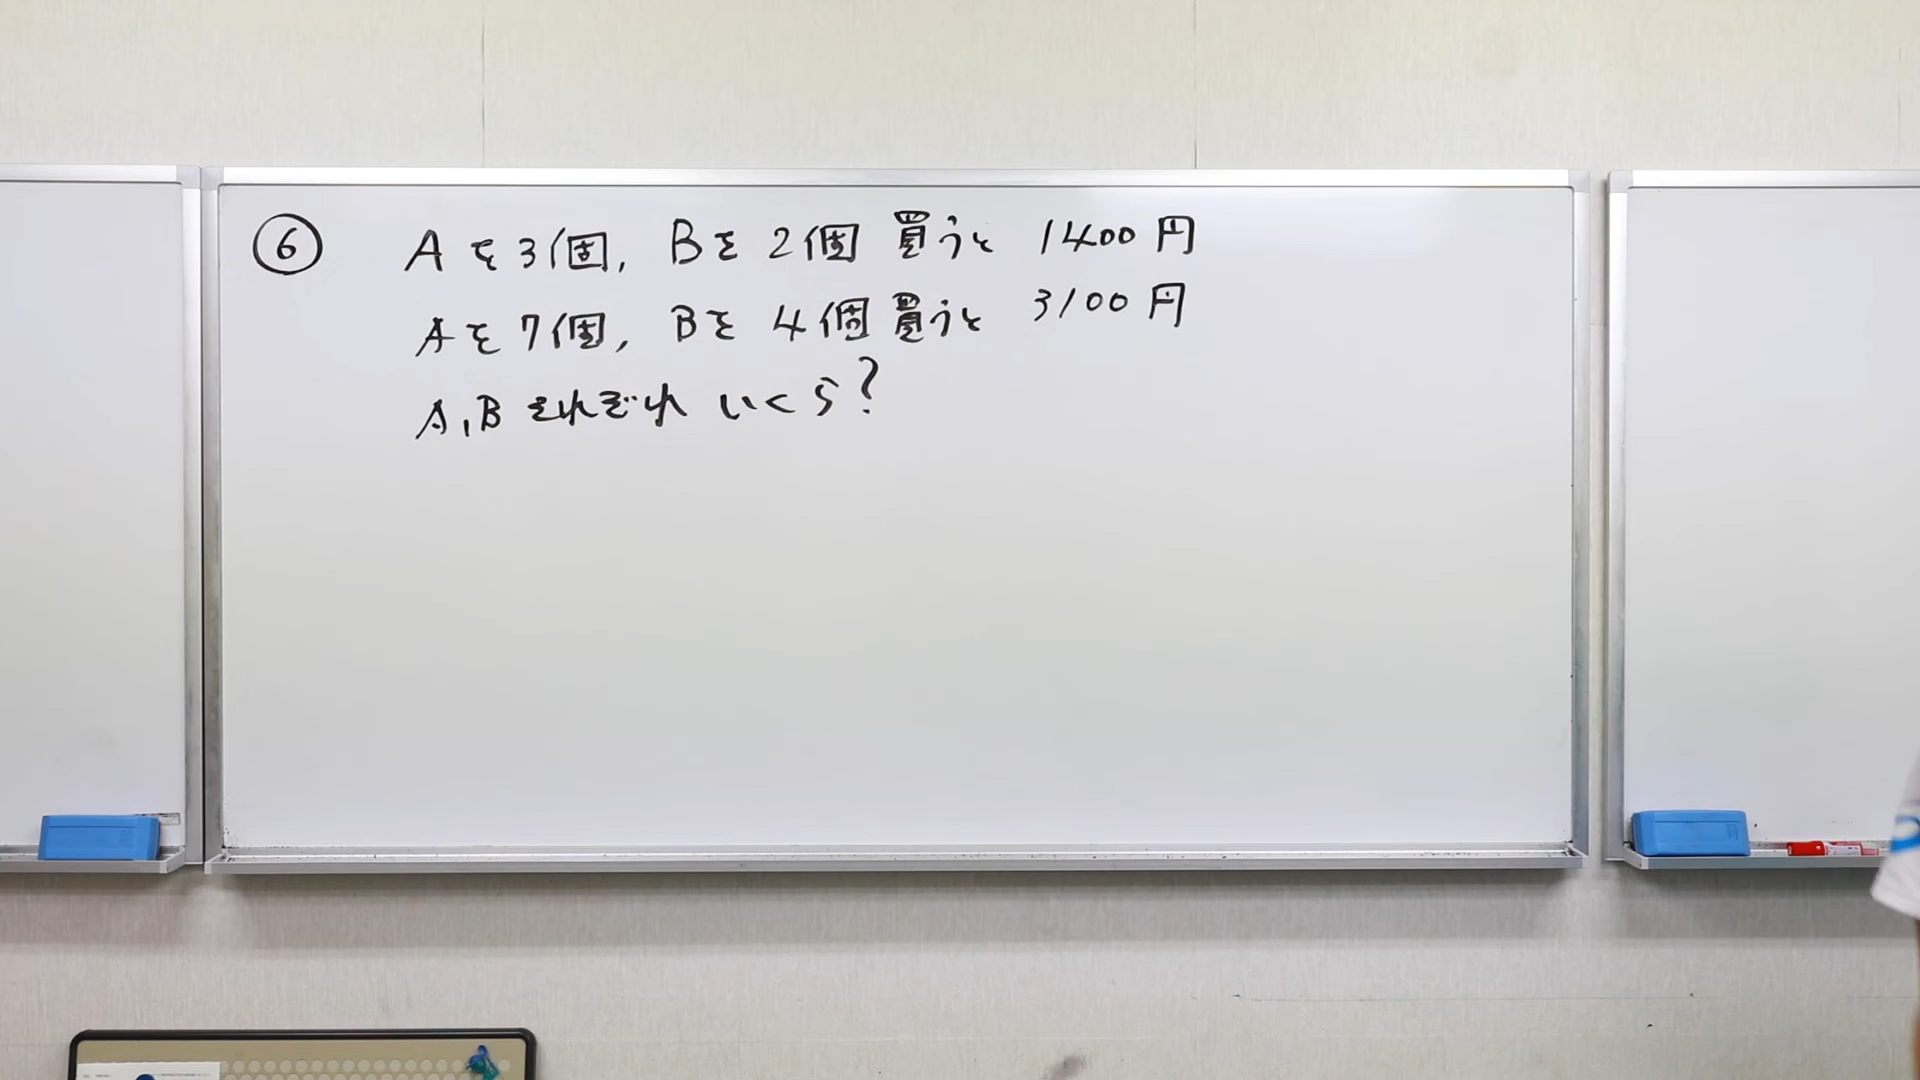 ⑥ Aを3個, Bを2個買うと 1400円
Aを7個, Bを4個買うと 3100円
A,B それぞれ いくら?